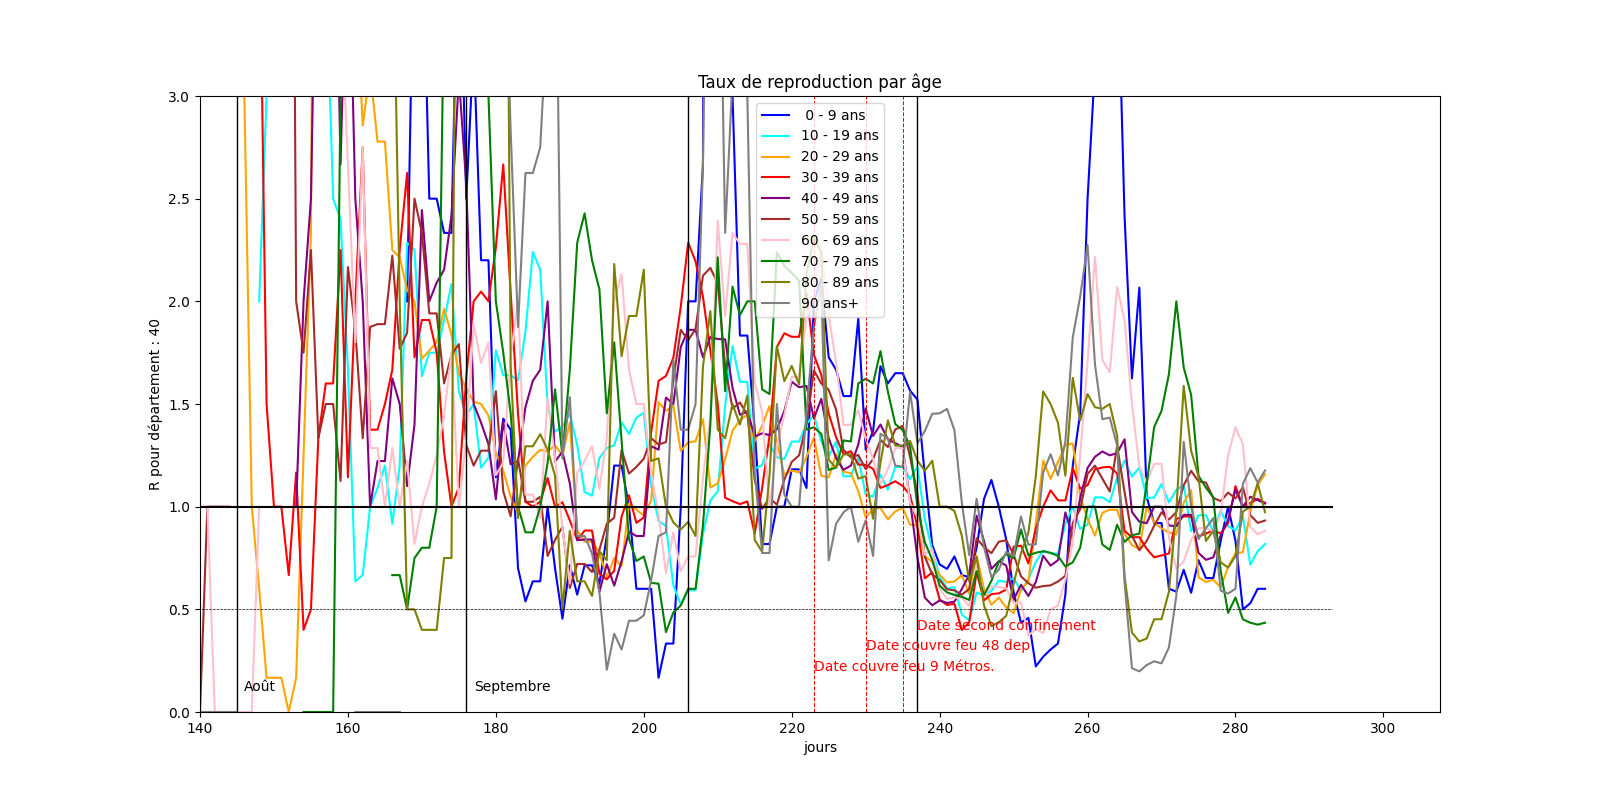 Taux de reproduction par âge
R pour département : 40
3.0
2.5
2.0
1.5
1.0
0.5
0.0
0 - 9 ans
10 - 19 ans
20 - 29 ans
30 - 39 ans
40 - 49 ans
50 - 59 ans
60 - 69 ans
70 - 79 ans
80 - 89 ans
90 ans+
Date second confinement
Date couvre feu 48 dep
Date couvre feu 9 Métros.
Août
Septembre
140 160 180 200 220 240 260 280 300
jours